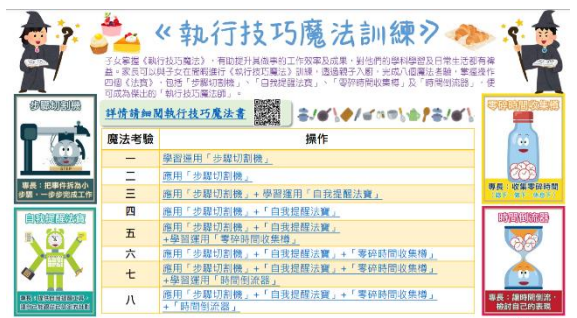 《執行技巧魔法訓練》
子女掌握《執行技巧魔法》，有助提升其做事的工作效率及成果，對他們的學科學習及日常生活都有裨
益。家長可以與子女在假期進行《執行技巧魔法》訓練，透過親子入廚，完成八個魔法考驗，掌握操作
四個《法寶》，包括「步驟切割機」、「自我提醒法寶」、「零碎時間收集樽」及「時間倒流器」，便
可成為傑出的「執行技巧魔法師」。
詳情請細閱執行技巧魔法書
步驟切割機
專長：把事件拆為小
步驟，一步步完成工作
自我提醒法寶
零碎時間收集樽
專長：收集零碎時間
時間倒流器
專長：讓時間倒流，
檢討自己的表現
魔法考驗 操作
一 學習運用「步驟切割機」
二 應用「步驟切割機」
三 應用「步驟切割機」+學習運用「自我提醒法寶」
四 應用「步驟切割機」+「自我提醒法寶」
五 應用「步驟切割機」+「自我提醒法寶」
+學習運用「零碎時間收集樽」
六 應用「步驟切割機」+「自我提醒法寶」+「零碎時間收集樽」
七 應用「步驟切割機」+「自我提醒法寶」+「零碎時間收集樽」
+學習運用「時間倒流器」
八 應用「步驟切割機」+「自我提醒法寶」+「零碎時間收集樽」
+「時間倒流器」